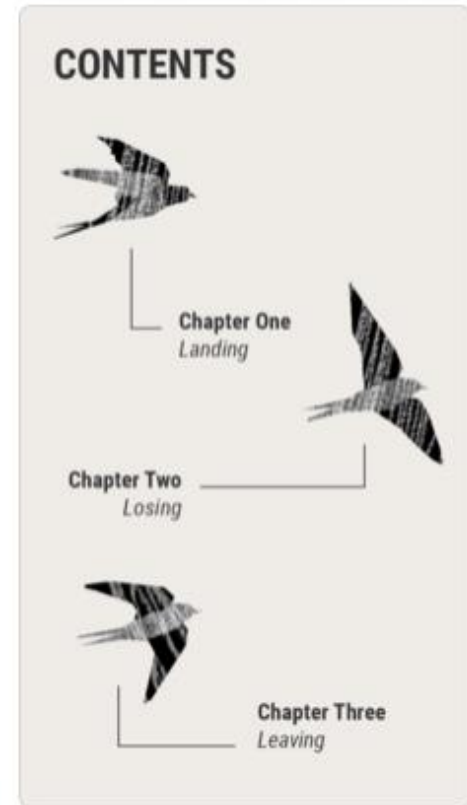 CONTENTS
Chapter One
Landing
Chapter Two
Losing
Chapter Three
Leaving